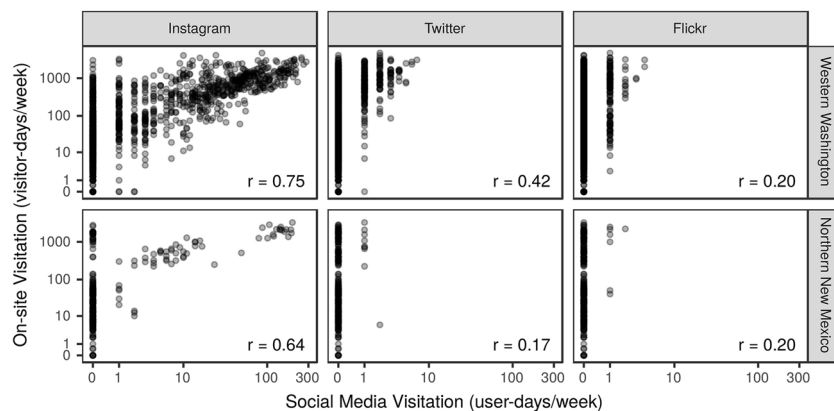 Instagram Twitter Flickr
On-site Visitation (visitor-days/week)
1000
100
10
1
0
r = 0.75 r = 0.42 r = 0.20
Western Washington
1000
100
10
1
0
r = 0.64 r = 0.17 r = 0.20
Northern New Mexico
0 1 10 100 300 0 1 10 100 300 0 1 10 100 300
Social Media Visitation (user-days/week)